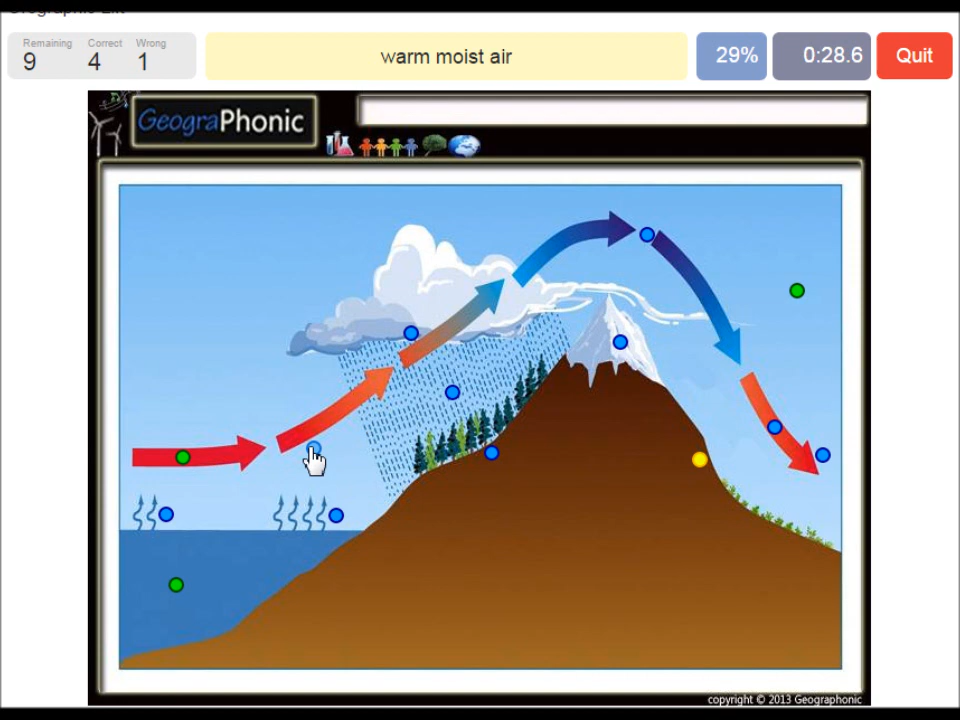 Remaining Correct Wrong
9 4 1
warm moist air
29%
0:28.6
Quit
GeograPhonic
copyright © 2013 Geographonic